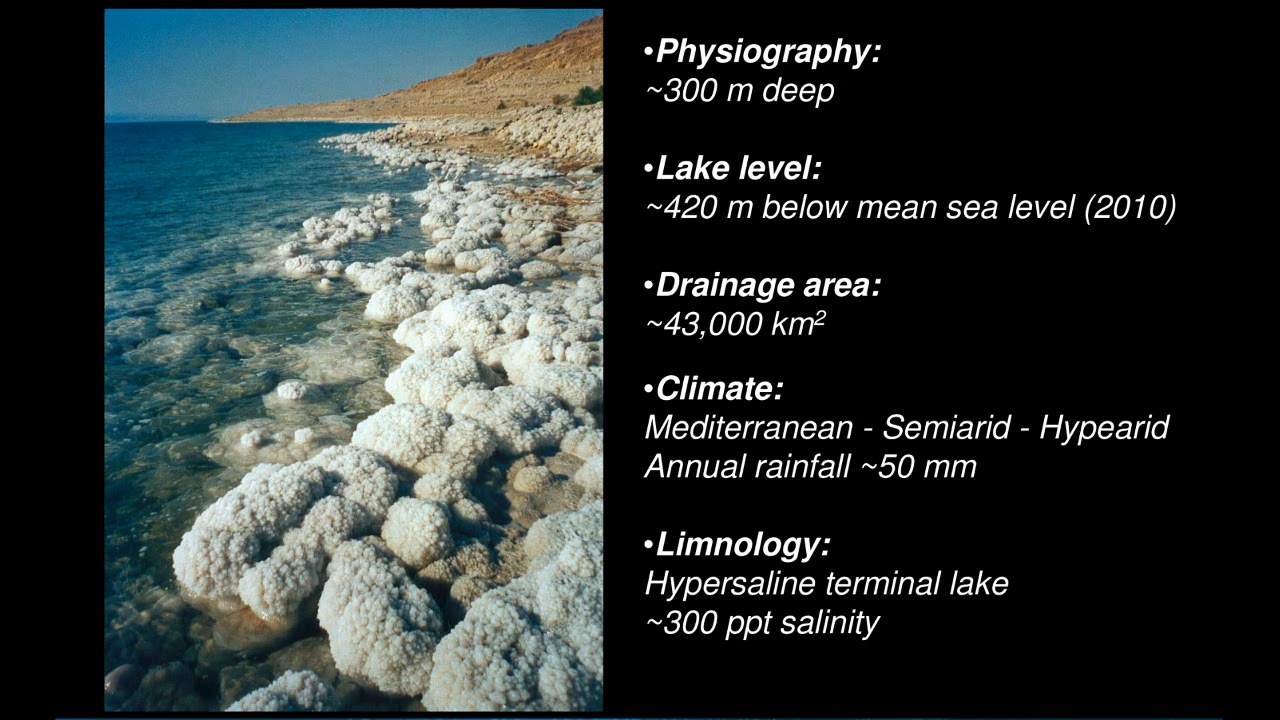 •Physiography:
~300 m deep
•Lake level:
~420 m below mean sea level (2010)
•Drainage area:
~43,000 km²
•Climate:
Mediterranean - Semiarid - Hypearid
Annual rainfall ~50 mm
•Limnology:
Hypersaline terminal lake
~300 ppt salinity